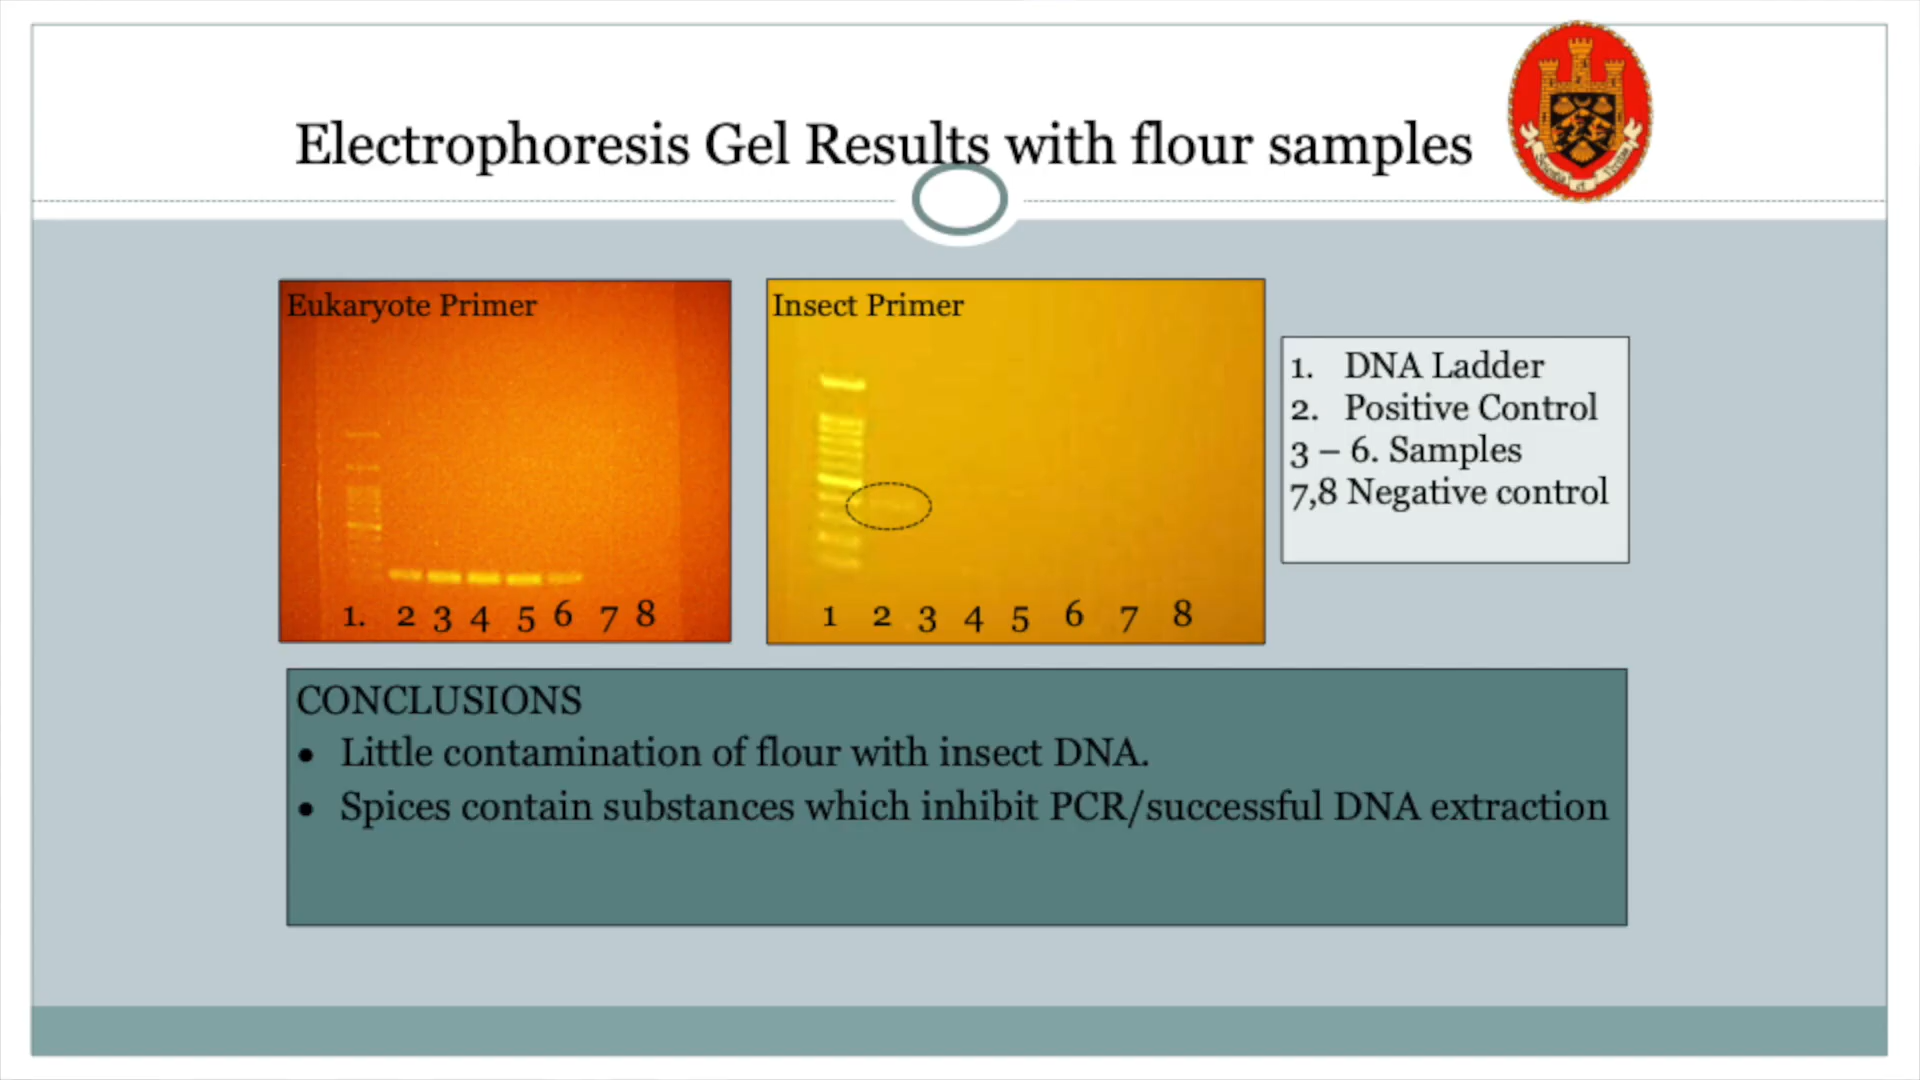 Electrophoresis Gel Results with flour samples
Eukaryote Primer
1. 2 3 4 5 6 7 8
Insect Primer
1 2 3 4 5 6 7 8
1. DNA Ladder
2. Positive Control
3 – 6. Samples
7,8 Negative control
CONCLUSIONS
• Little contamination of flour with insect DNA.
• Spices contain substances which inhibit PCR/successful DNA extraction